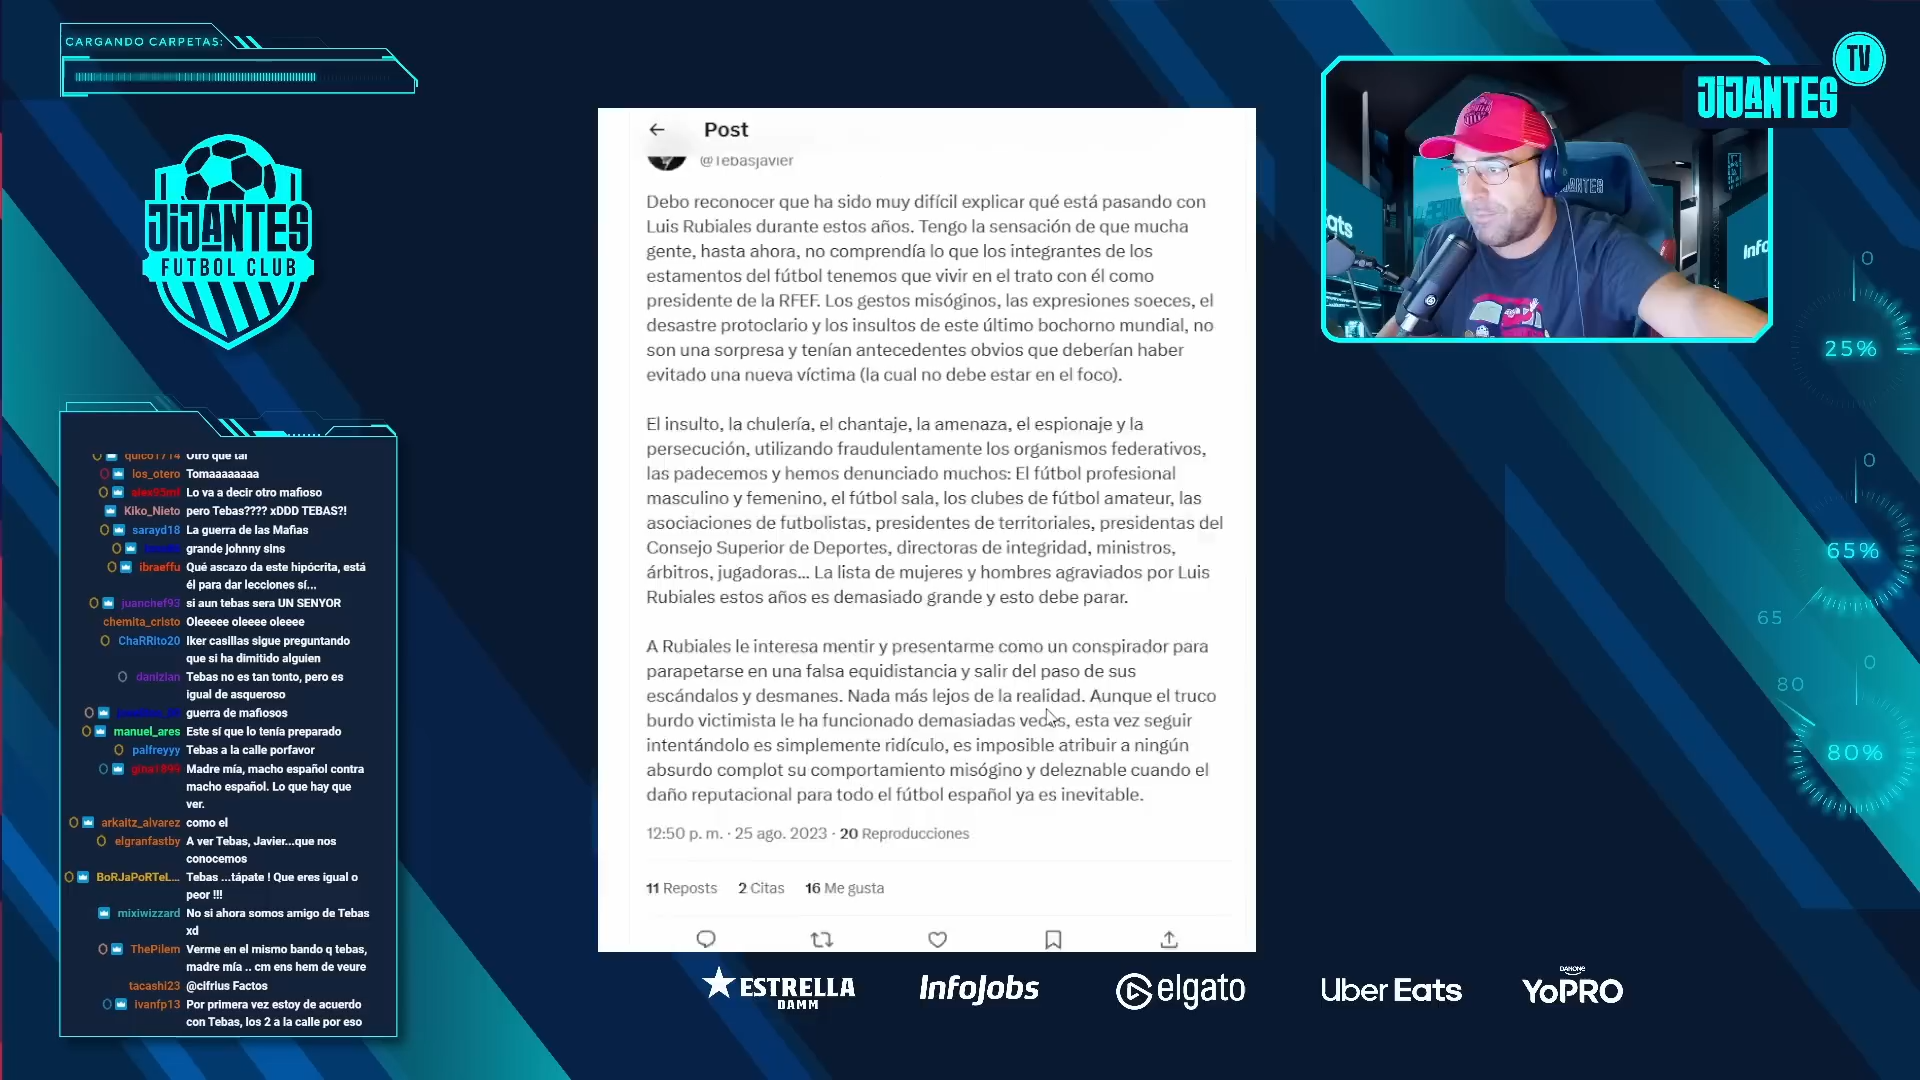 CARGANDO CARPETAS:
JIJANTES
FUTBOL CLUB
Otro que tal
los_otero Tomaaaaaaaa
Lo va a decir otro mafioso
Kiko_Nieto pero Tebas???? xDDD TEBAS?!
sarayd18 La guerra de las Mafias
grande johnny sins
ibraeffu Qué ascazo da este hipócrita, está
él para dar lecciones sí...
juanchef93 si aun tebas sera UN SENYOR
chemita_cristo Oleeeee oleeee oleeee
ChaRRito20 Iker casillas sigue preguntando
que si ha dimitido alguien
danizian Tebas no es tan tonto, pero es
igual de asqueroso
guerra de mafiosos
manuel_ares Este sí que lo tenía preparado
palfreyyy Tebas a la calle porfavor
gina1899 Madre mía, macho español contra
macho español. Lo que hay que
ver.
arkaitz_alvarez como el
elgranfastby A ver Tebas, Javier...que nos
conocemos
BoRJaPoRTeL... Tebas ...tápate ! Que eres igual o
peor !!!
mixiwizzard No si ahora somos amigo de Tebas
xd
ThePilem Verme en el mismo bando q tebas,
madre mía .. cm ens hem de veure
tacashi23 @cifrius Factos
ivanfp13 Por primera vez estoy de acuerdo
con Tebas, los 2 a la calle por eso
Post
@Tebasjavier
Debo reconocer que ha sido muy difícil explicar qué está pasando con
Luis Rubiales durante estos años. Tengo la sensación de que mucha
gente, hasta ahora, no comprendía lo que los integrantes de los
estamentos del fútbol tenemos que vivir en el trato con él como
presidente de la RFEF. Los gestos misóginos, las expresiones soeces, el
desastre protoclario y los insultos de este último bochorno mundial, no
son una sorpresa y tenían antecedentes obvios que deberían haber
evitado una nueva víctima (la cual no debe estar en el foco).
El insulto, la chulería, el chantaje, la amenaza, el espionaje y la
persecución, utilizando fraudulentamente los organismos federativos,
las padecemos y hemos denunciado muchos: El fútbol profesional
masculino y femenino, el fútbol sala, los clubes de fútbol amateur, las
asociaciones de futbolistas, presidentes de territoriales, presidentas del
Consejo Superior de Deportes, directoras de integridad, ministros,
árbitros, jugadoras... La lista de mujeres y hombres agraviados por Luis
Rubiales estos años es demasiado grande y esto debe parar.
A Rubiales le interesa mentir y presentarme como un conspirador para
parapetarse en una falsa equidistancia y salir del paso de sus
escándalos y desmanes. Nada más lejos de la realidad. Aunque el truco
burdo victimista le ha funcionado demasiadas veces, esta vez seguir
intentándolo es simplemente ridículo, es imposible atribuir a ningún
absurdo complot su comportamiento misógino y deleznable cuando el
daño reputacional para todo el fútbol español ya es inevitable.
12:50 p. m. · 25 ago. 2023 · 20 Reproducciones
11 Reposts 2 Citas 16 Me gusta
ESTRELLA
DAMM
InfoJobs
elgato
Uber Eats
DANONE
YoPRO
TV
JIJANTES
0
25%
0
65%
65
0
80
80%